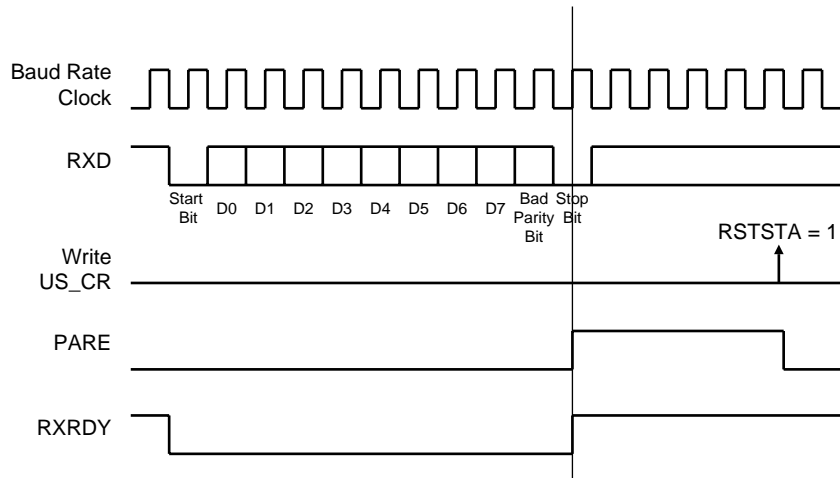 Baud Rate
Clock
RXD
Start
Bit
D0 D1 D2 D3 D4 D5 D6 D7
Bad
Parity
Bit
Stop
Bit
RSTSTA = 1
Write
US_CR
PARE
RXRDY